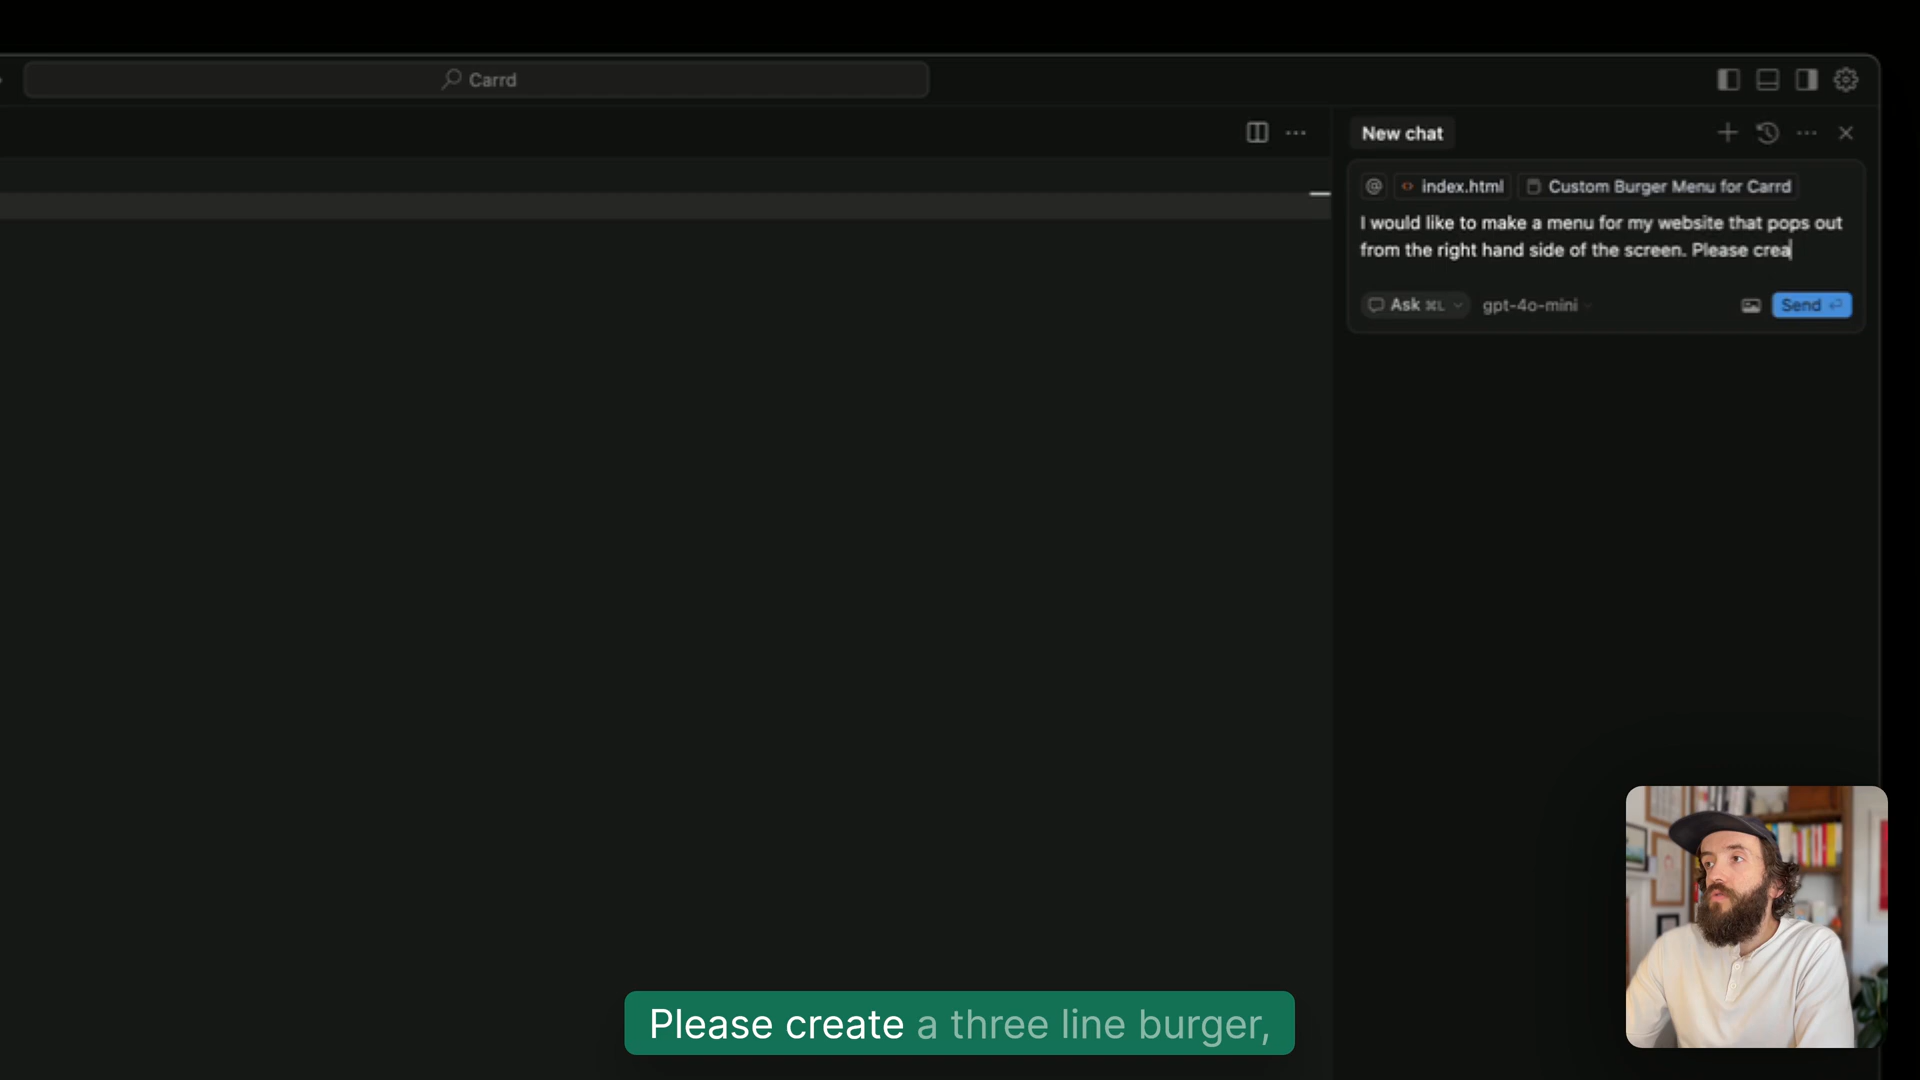 Carrd
New chat
@ index.html Custom Burger Menu for Carrd
I would like to make a menu for my website that pops out
from the right hand side of the screen. Please crea
Ask ⌘L gpt-4o-mini Send ⏎
Please create a three line burger,